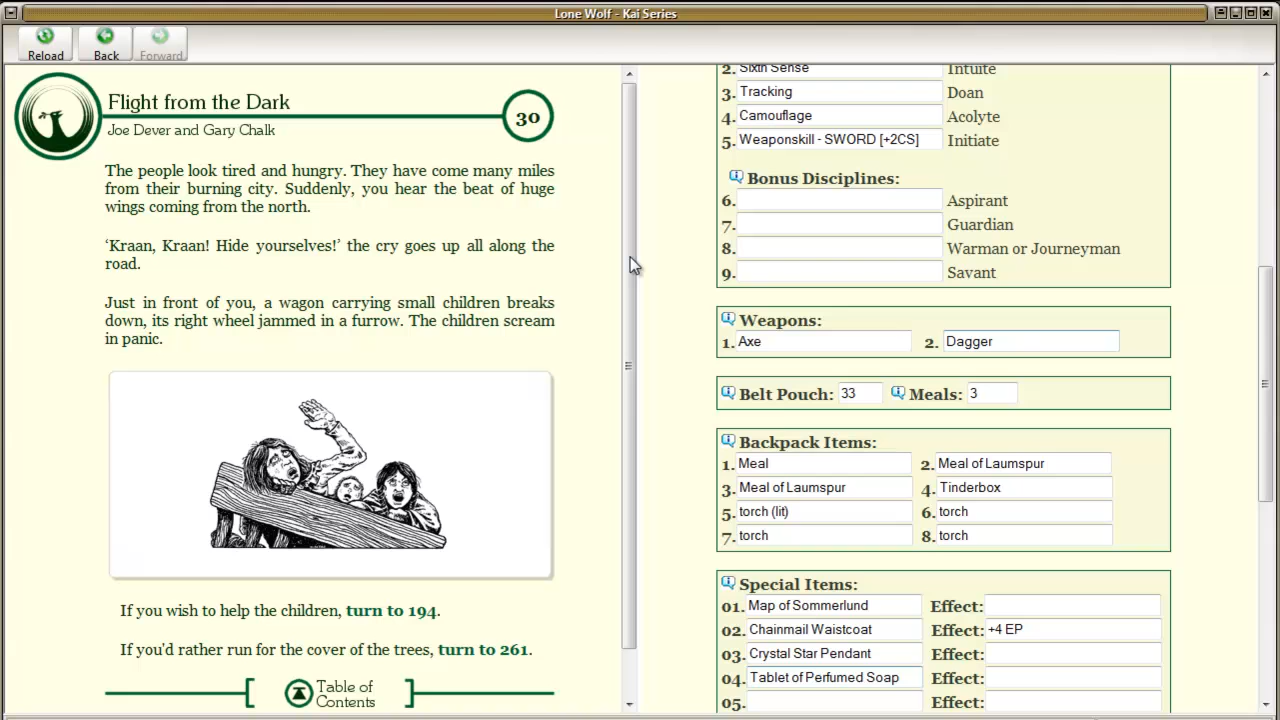 Lone Wolf - Kai Series
Reload Back Forward
Flight from the Dark
30
Joe Dever and Gary Chalk
The people look tired and hungry. They have come many miles
from their burning city. Suddenly, you hear the beat of huge
wings coming from the north.
‘Kraan, Kraan! Hide yourselves!’ the cry goes up all along the
road.
Just in front of you, a wagon carrying small children breaks
down, its right wheel jammed in a furrow. The children scream
in panic.
If you wish to help the children, turn to 194.
If you'd rather run for the cover of the trees, turn to 261.
Table of
Contents
2. Sixth Sense Intuite
3. Tracking Doan
4. Camouflage Acolyte
5. Weaponskill - SWORD [+2CS] Initiate
Bonus Disciplines:
6. Aspirant
7. Guardian
8. Warman or Journeyman
9. Savant
Weapons:
1. Axe 2. Dagger
Belt Pouch: 33 Meals: 3
Backpack Items:
1. Meal 2. Meal of Laumspur
3. Meal of Laumspur 4. Tinderbox
5. torch (lit) 6. torch
7. torch 8. torch
Special Items:
01. Map of Sommerlund Effect:
02. Chainmail Waistcoat Effect: +4 EP
03. Crystal Star Pendant Effect:
04. Tablet of Perfumed Soap Effect:
05. Effect: